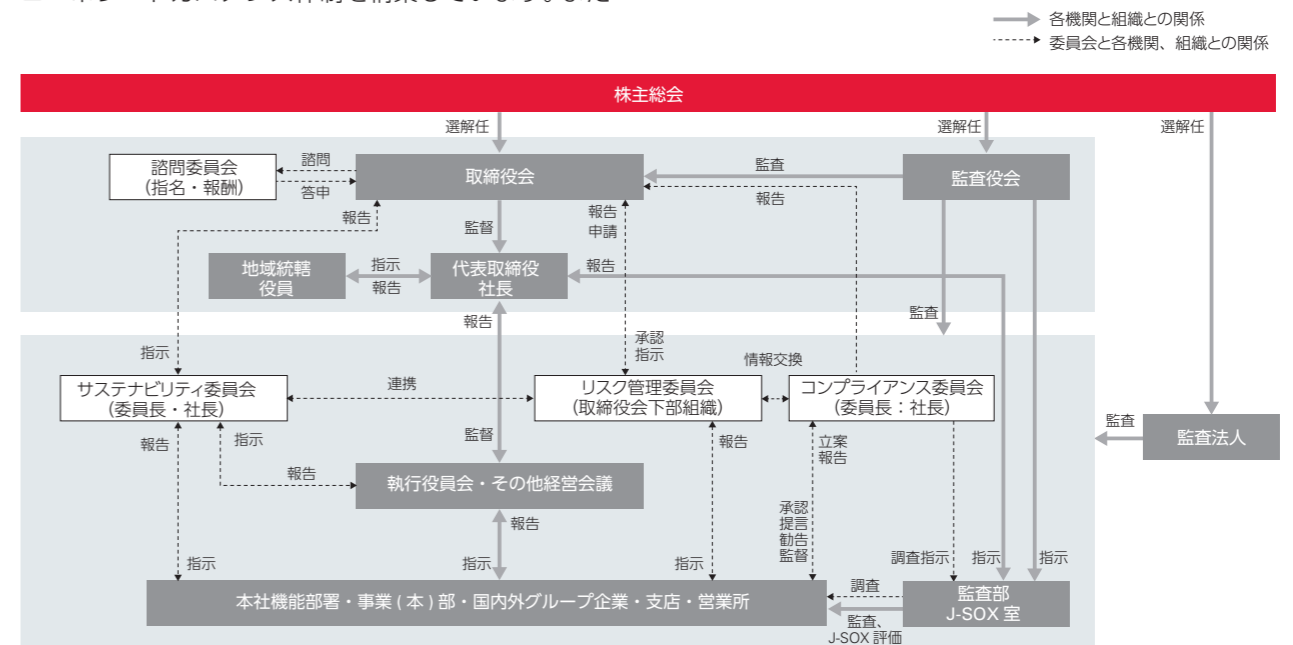 各機関と組織との関係
委員会と各機関、組織との関係
株主総会
選解任
選解任
選解任
諮問委員会
(指名・報酬)
諮問
答申
取締役会
監査
報告
監査役会
報告
監督
報告
申請
地域統轄
役員
指示
報告
代表取締役
社長
報告
監査
報告
指示
承認
指示
情報交換
サステナビリティ委員会
(委員長・社長)
連携
リスク管理委員会
(取締役会下部組織)
コンプライアンス委員会
(委員長：社長)
監査
監査法人
報告
指示
監督
報告
立案
報告
報告
執行役員会・その他経営会議
報告
承認
提言
勧告
監督
指示
指示
指示
調査指示
指示
指示
本社機能部署・事業(本)部・国内外グループ企業・支店・営業所
調査
監査、
J-SOX 評価
監査部
J-SOX 室